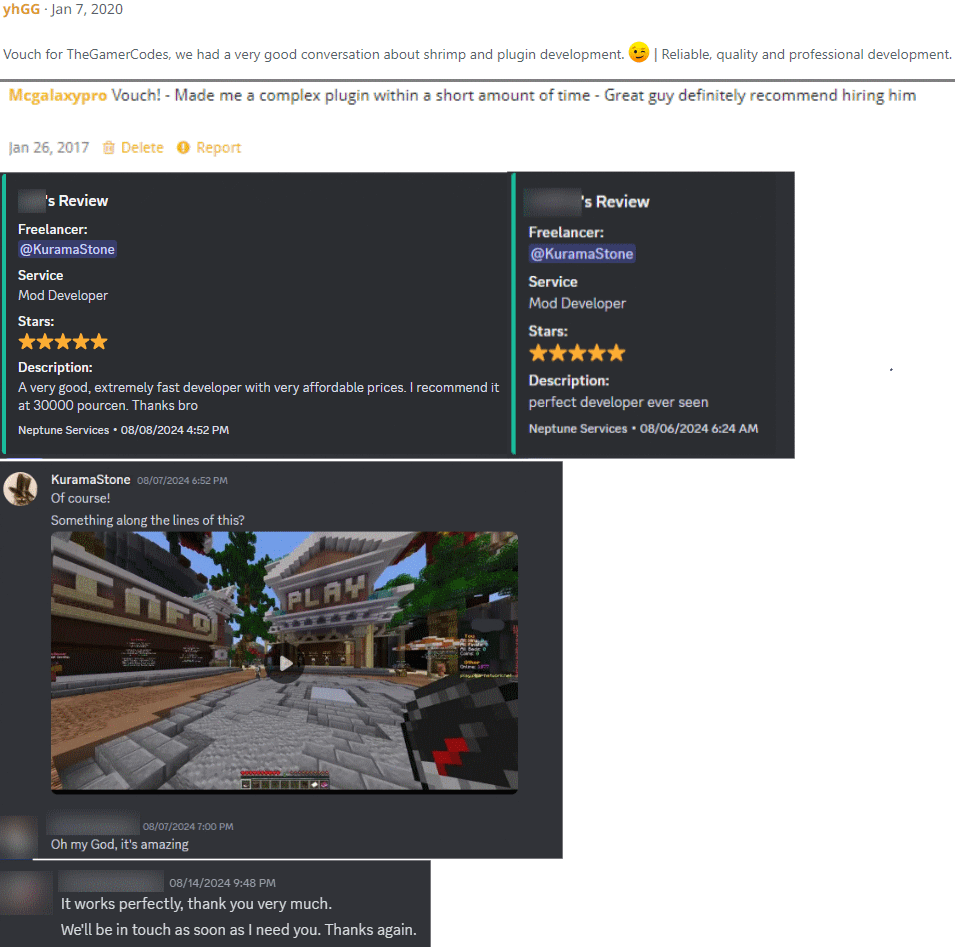 yhGG · Jan 7, 2020
Vouch for TheGamerCodes, we had a very good conversation about shrimp and plugin development. 😉 | Reliable, quality and professional development.
Mcgalaxypro Vouch! - Made me a complex plugin within a short amount of time - Great guy definitely recommend hiring him
Jan 26, 2017 Delete Report
's Review
Freelancer:
@KuramaStone
Service
Mod Developer
Stars:
⭐⭐⭐⭐⭐
Description:
A very good, extremely fast developer with very affordable prices. I recommend it
at 30000 pourcen. Thanks bro
Neptune Services • 08/08/2024 4:52 PM
's Review
Freelancer:
@KuramaStone
Service
Mod Developer
Stars:
⭐⭐⭐⭐⭐
Description:
perfect developer ever seen
Neptune Services • 08/06/2024 6:24 AM
KuramaStone 08/07/2024 6:52 PM
Of course!
Something along the lines of this?
INFO
PLAY
08/07/2024 7:00 PM
Oh my God, it's amazing
08/14/2024 9:48 PM
It works perfectly, thank you very much.
We'll be in touch as soon as I need you. Thanks again.